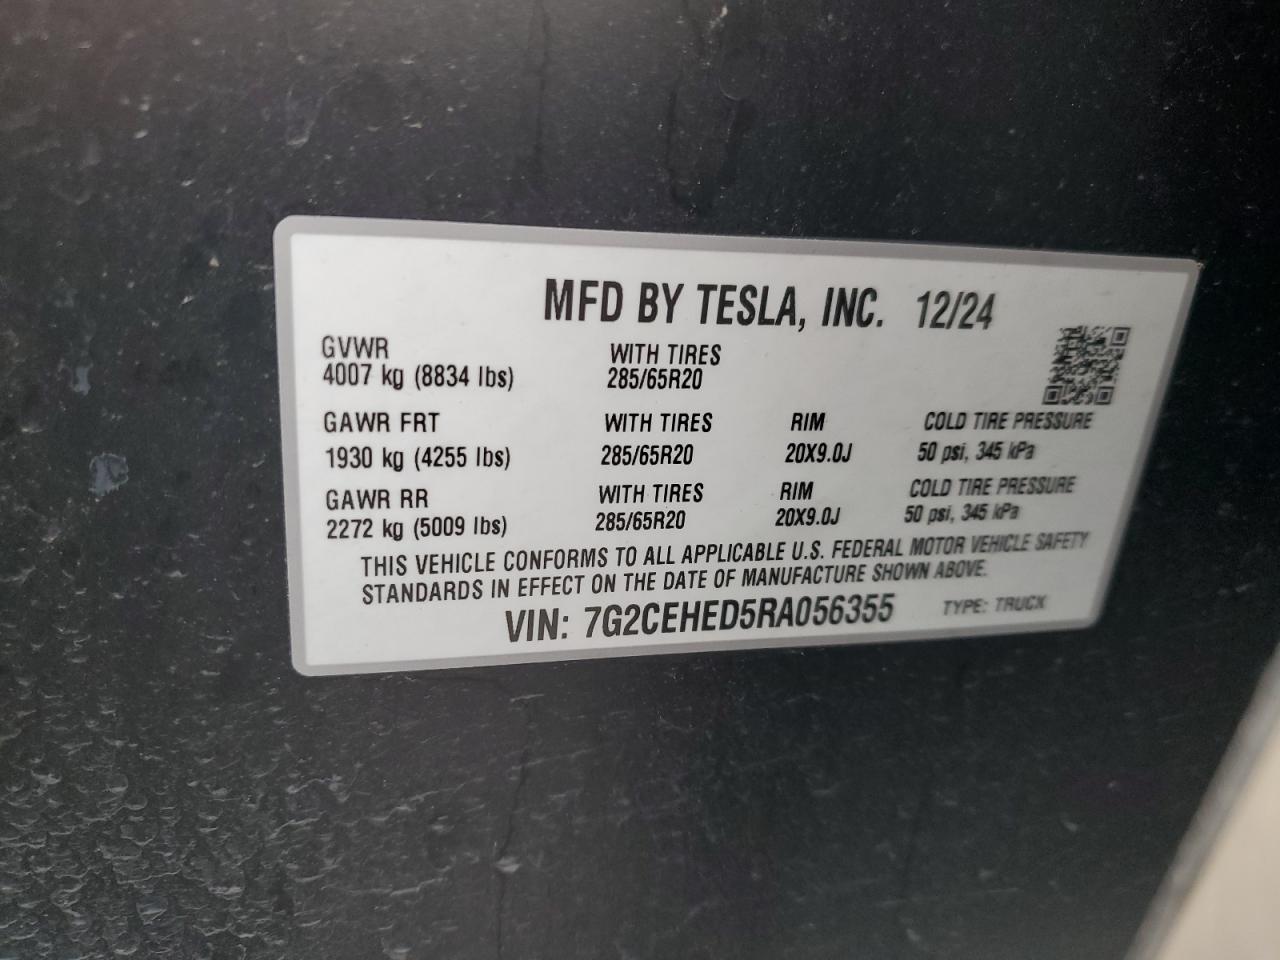 MFD BY TESLA, INC. 12/24
GVWR WITH TIRES
4007 kg (8834 lbs) 285/65R20
GAWR FRT WITH TIRES RIM COLD TIRE PRESSURE
1930 kg (4255 lbs) 285/65R20 20X9.0J 50 psi, 345 kPa
GAWR RR WITH TIRES RIM COLD TIRE PRESSURE
2272 kg (5009 lbs) 285/65R20 20X9.0J 50 psi, 345 kPa
THIS VEHICLE CONFORMS TO ALL APPLICABLE U.S. FEDERAL MOTOR VEHICLE SAFETY
STANDARDS IN EFFECT ON THE DATE OF MANUFACTURE SHOWN ABOVE.
VIN: 7G2CEHED5RA056355 TYPE: TRUCK